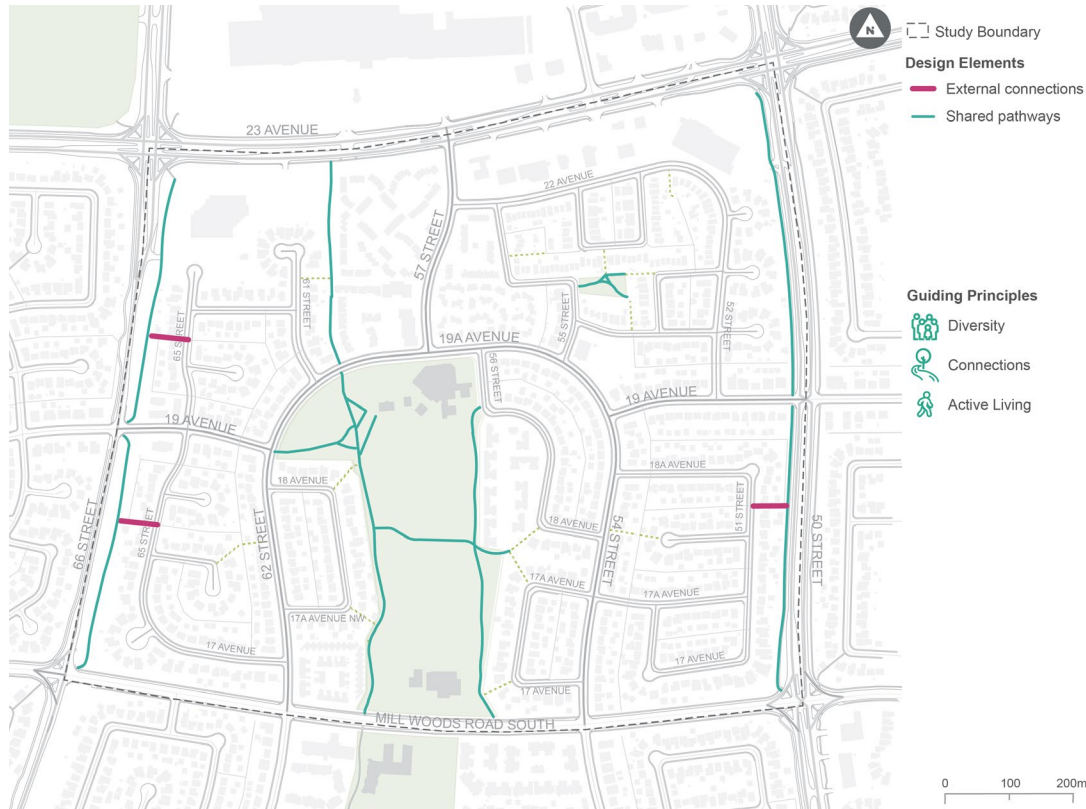 N
Study Boundary
Design Elements
External connections
Shared pathways
23 AVENUE
22 AVENUE
57 STREET
61 STREET
65 STREET
19A AVENUE
55 STREET
52 STREET
56 STREET
19 AVENUE
19 AVENUE
18A AVENUE
18 AVENUE
51 STREET
66 STREET
65 STREET
62 STREET
18 AVENUE
54 STREET
50 STREET
17A AVENUE
17A AVENUE
17A AVENUE NW
17 AVENUE
17 AVENUE
17 AVENUE
MILL WOODS ROAD SOUTH
Guiding Principles
Diversity
Connections
Active Living
0 100 200m